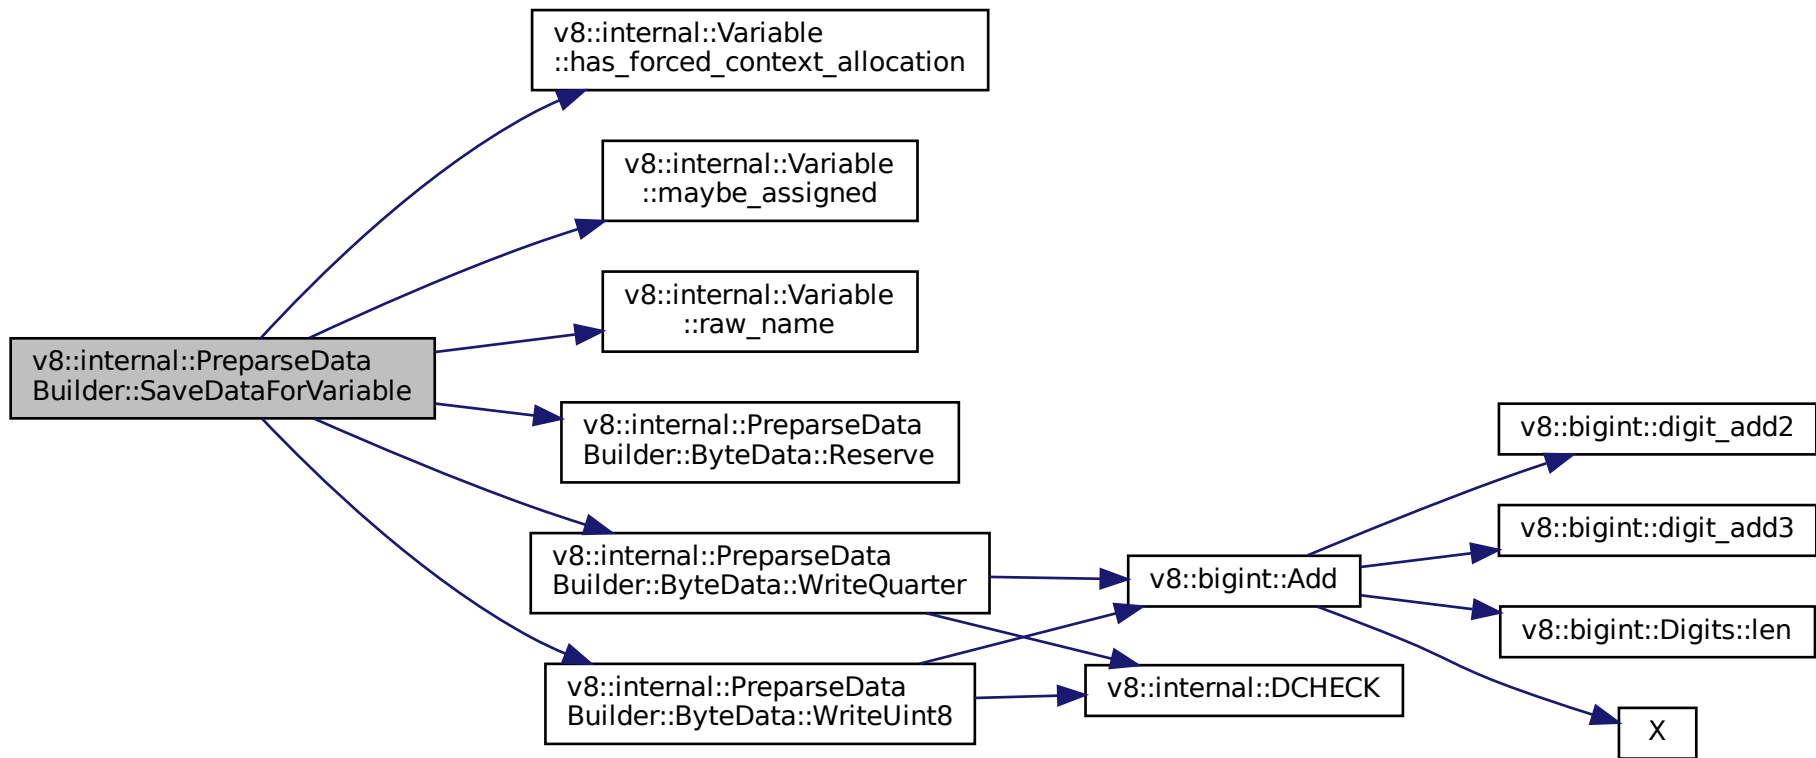 v8::internal::PreparseData
Builder::SaveDataForVariable
v8::internal::Variable
::has_forced_context_allocation
v8::internal::Variable
::maybe_assigned
v8::internal::Variable
::raw_name
v8::internal::PreparseData
Builder::ByteData::Reserve
v8::internal::PreparseData
Builder::ByteData::WriteQuarter
v8::internal::PreparseData
Builder::ByteData::WriteUint8
v8::bigint::Add
v8::internal::DCHECK
v8::bigint::digit_add2
v8::bigint::digit_add3
v8::bigint::Digits::len
X